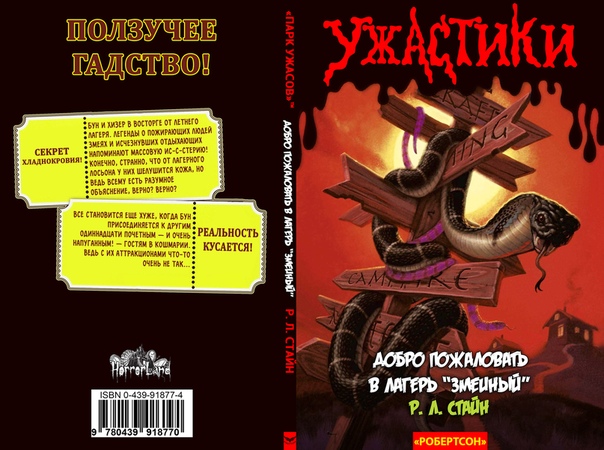 ПОЛЗУЧЕЕ
ГАДСТВО!
СЕКРЕТ
ХЛАДНОКРОВИЯ!
БУН И ХИЗЕР В ВОСТОРГЕ ОТ ЛЕТНЕГО
ЛАГЕРЯ. ЛЕГЕНДЫ О ПОЖИРАЮЩИХ ЛЮДЕЙ
ЗМЕЯХ И ИСЧЕЗНУВШИХ ОТДЫХАЮЩИХ
НАПОМИНАЮТ МАССОВУЮ ИС-С-СТЕРИЮ!
КОНЕЧНО, СТРАННО, ЧТО ОТ ЛАГЕРНОГО
ЛОСЬОНА У НИХ ШЕЛУШИТСЯ КОЖА, НО
ВЕДЬ ВСЕМУ ЕСТЬ РАЗУМНОЕ
ОБЪЯСНЕНИЕ, ВЕРНО? ВЕРНО?
ВСЕ СТАНОВИТСЯ ЕЩЕ ХУЖЕ, КОГДА БУН
ПРИСОЕДИНЯЕТСЯ К ДРУГИМ
ОДИННАДЦАТИ ПОЧЕТНЫМ — И ОЧЕНЬ
НАПУГАННЫМ! — ГОСТЯМ В КОШМАРИИ.
ВЕДЬ С ИХ АТТРАКЦИОНАМИ ЧТО-ТО
ОЧЕНЬ НЕ ТАК...
РЕАЛЬНОСТЬ
КУСАЕТСЯ!
HorrorLand
ISBN 0-439-91877-4
9 780439 918770
«ПАРК УЖАСОВ»™
ДОБРО ПОЖАЛОВАТЬ В ЛАГЕРЬ "ЗМЕИНЫЙ"
Р. Л. СТАЙН
УЖАСТИКИ
ДОБРО ПОЖАЛОВАТЬ
В ЛАГЕРЬ "ЗМЕИНЫЙ"
Р. Л. СТАЙН
«РОБЕРТСОН»